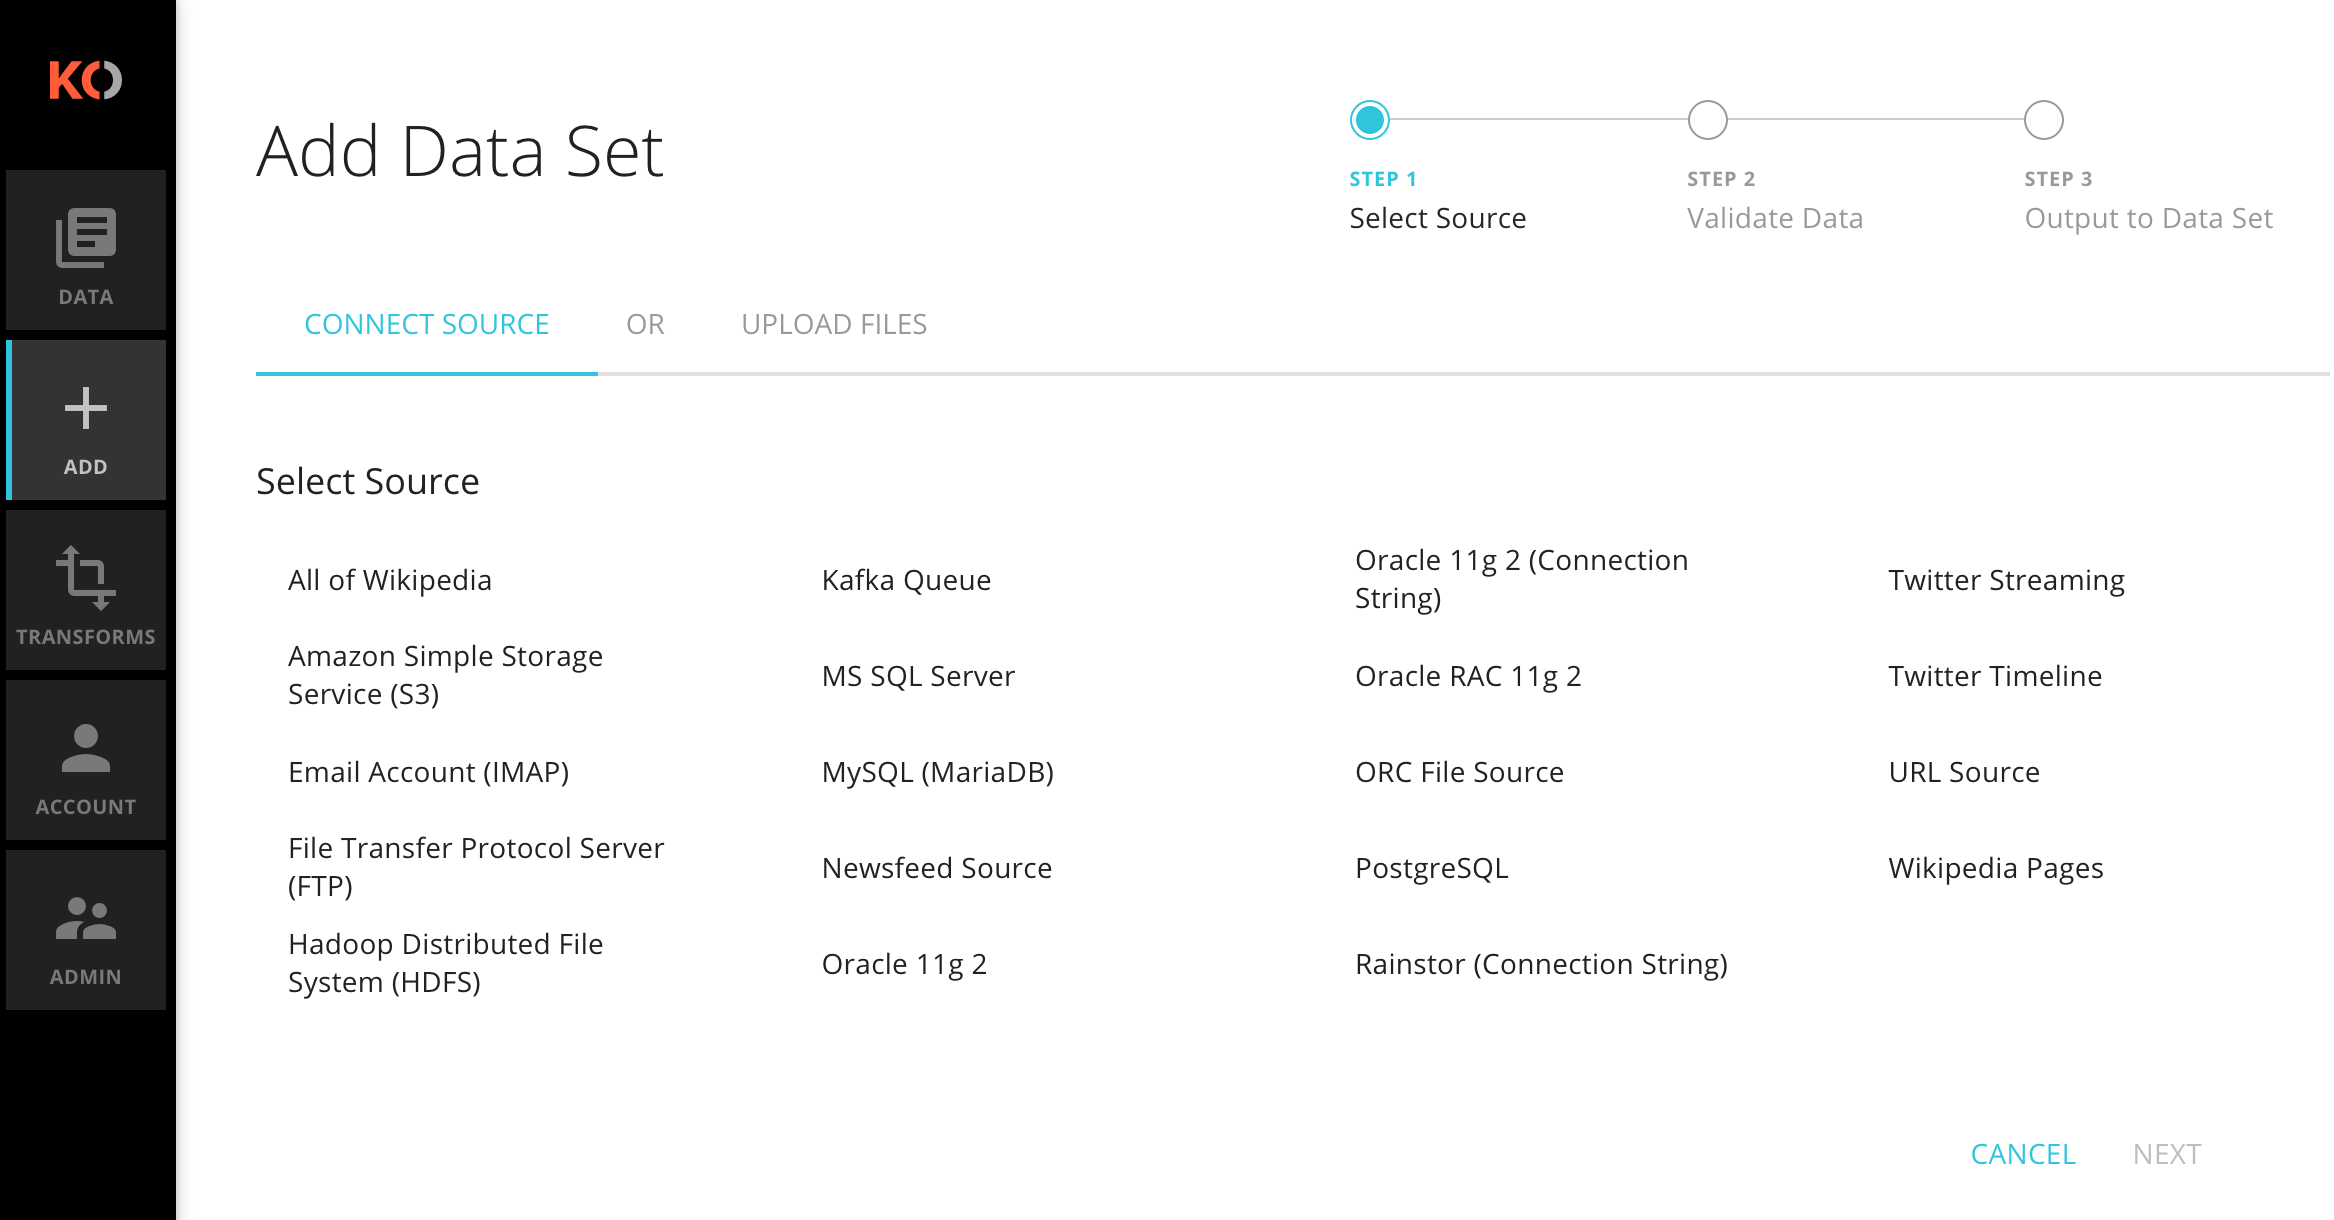 KO
DATA
ADD
TRANSFORMS
ACCOUNT
ADMIN
Add Data Set
STEP 1
Select Source
STEP 2
Validate Data
STEP 3
Output to Data Set
CONNECT SOURCE
OR
UPLOAD FILES
Select Source
All of Wikipedia
Amazon Simple Storage
Service (S3)
Email Account (IMAP)
File Transfer Protocol Server
(FTP)
Hadoop Distributed File
System (HDFS)
Kafka Queue
MS SQL Server
MySQL (MariaDB)
Newsfeed Source
Oracle 11g 2
Oracle 11g 2 (Connection
String)
Oracle RAC 11g 2
ORC File Source
PostgreSQL
Rainstor (Connection String)
Twitter Streaming
Twitter Timeline
URL Source
Wikipedia Pages
CANCEL
NEXT